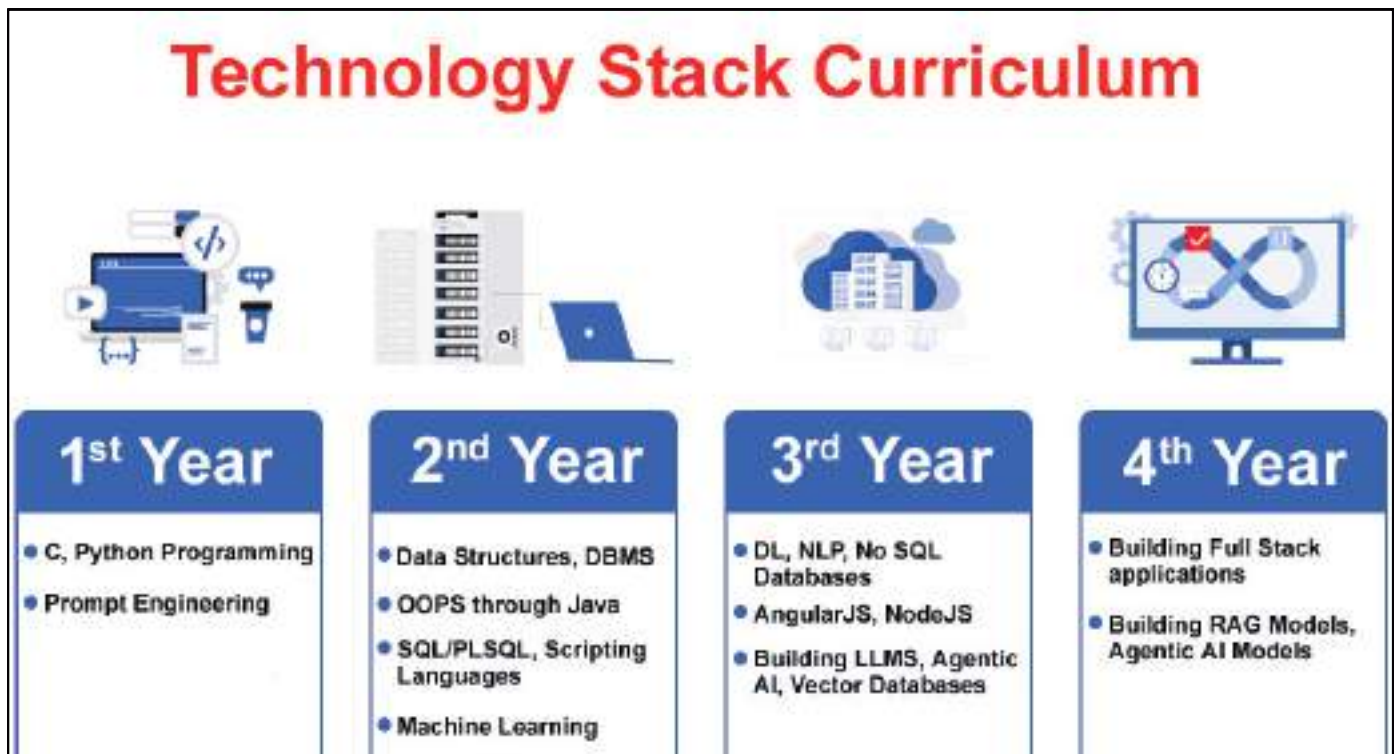 Technology Stack Curriculum
</>
{...}
1st Year
C, Python Programming
Prompt Engineering
2nd Year
Data Structures, DBMS
OOPS through Java
SQL/PLSQL, Scripting
Languages
Machine Learning
3rd Year
DL, NLP, No SQL
Databases
AngularJS, NodeJS
Building LLMS, Agentic
AI, Vector Databases
4th Year
Building Full Stack
applications
Building RAG Models,
Agentic AI Models